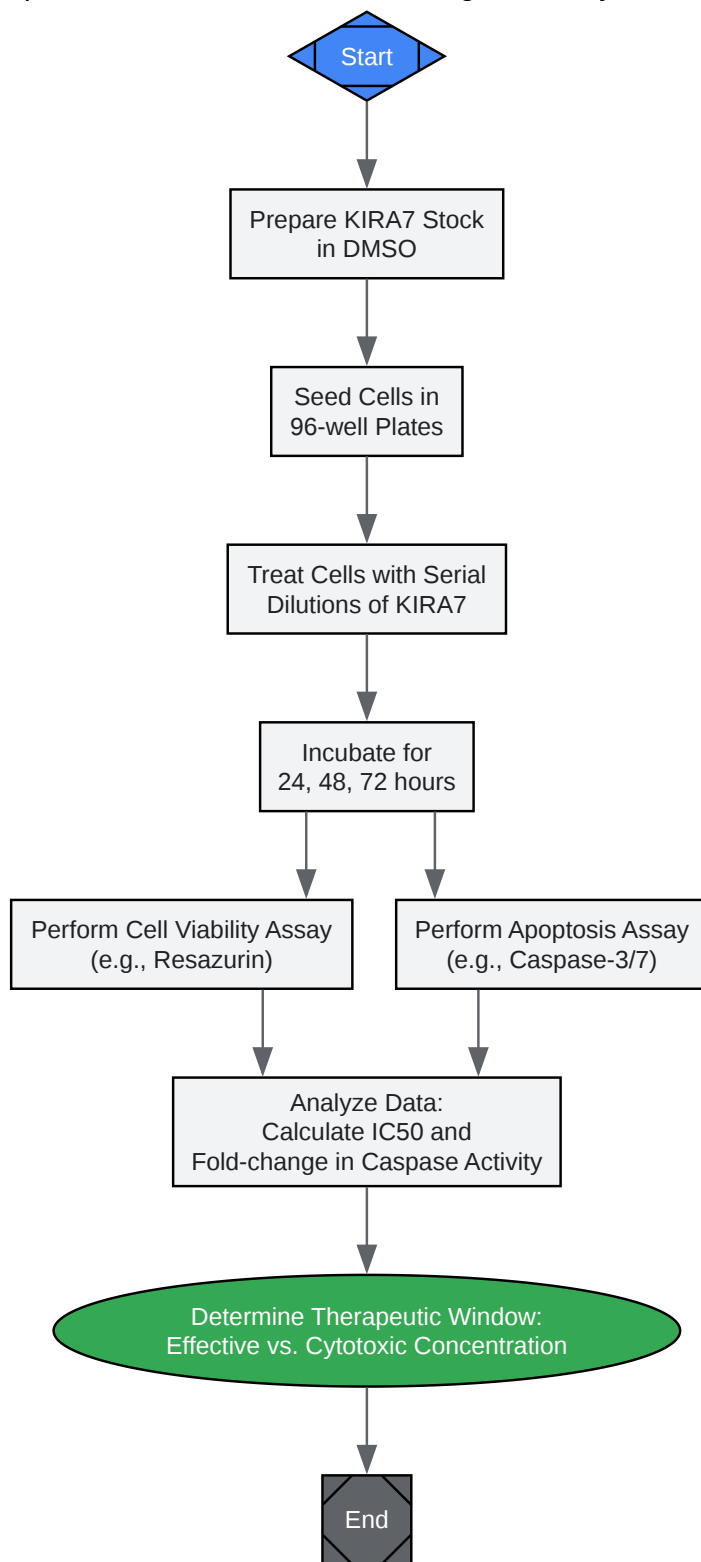 Start
Prepare KIRA7 Stock
in DMSO
Seed Cells in
96-well Plates
Treat Cells with Serial
Dilutions of KIRA7
Incubate for
24, 48, 72 hours
Perform Cell Viability Assay
(e.g., Resazurin)
Perform Apoptosis Assay
(e.g., Caspase-3/7)
Analyze Data:
Calculate IC50 and
Fold-change in Caspase Activity
Determine Therapeutic Window:
Effective vs. Cytotoxic Concentration
End